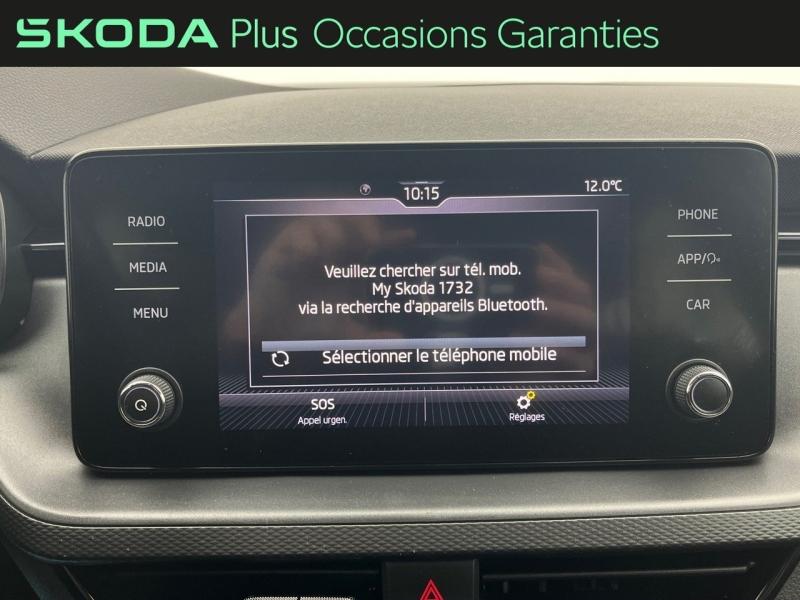 SKODA Plus Occasions Garanties
10:15
12.0°C
RADIO
MEDIA
MENU
Veuillez chercher sur tél. mob.
My Skoda 1732
via la recherche d'appareils Bluetooth.
Sélectionner le téléphone mobile
SOS
Appel urgen.
Réglages
PHONE
APP/
CAR